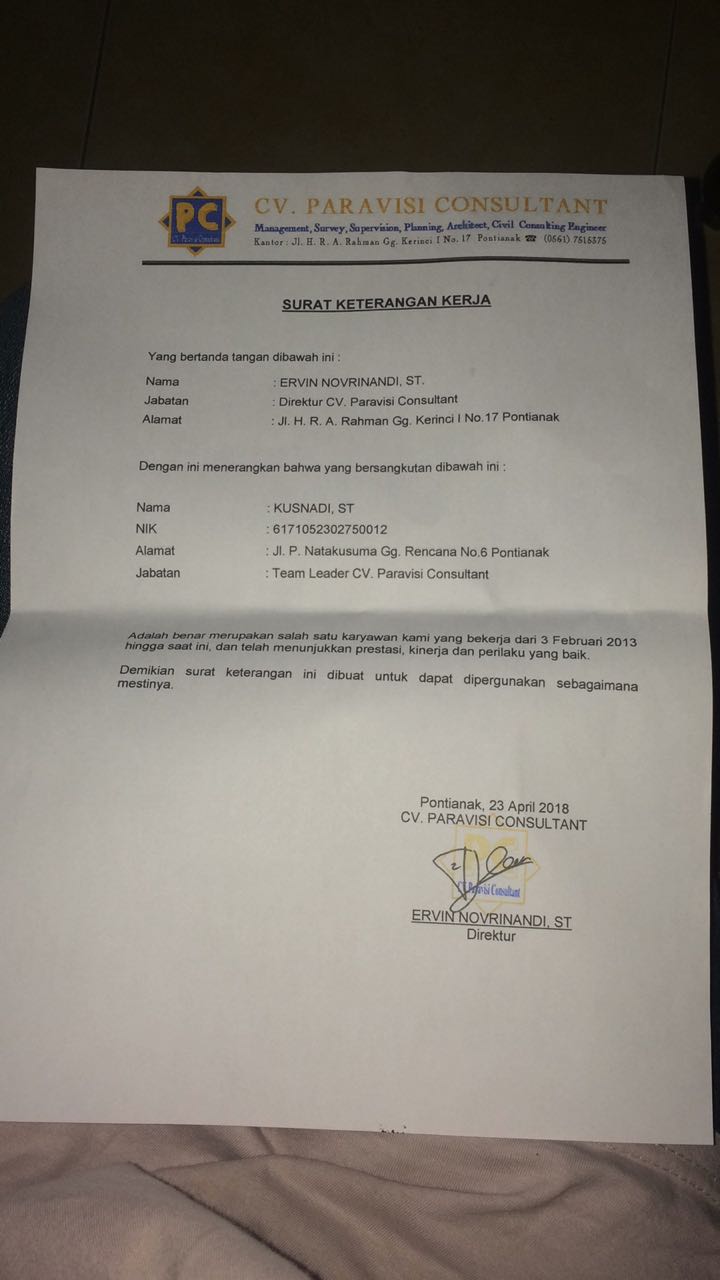 PC
CV. Paravisi Consultant
CV. PARAVISI CONSULTANT
Management, Survey, Supervision, Planning, Architect, Civil Consulting Engineer
Kantor : Jl. H. R. A. Rahman Gg. Kerinci I No. 17 Pontianak ☎ (0561) 7515375
SURAT KETERANGAN KERJA
Yang bertanda tangan dibawah ini :
Nama : ERVIN NOVRINANDI, ST.
Jabatan : Direktur CV. Paravisi Consultant
Alamat : Jl. H. R. A. Rahman Gg. Kerinci I No.17 Pontianak
Dengan ini menerangkan bahwa yang bersangkutan dibawah ini :
Nama : KUSNADI, ST
NIK : 6171052302750012
Alamat : Jl. P. Natakusuma Gg. Rencana No.6 Pontianak
Jabatan : Team Leader CV. Paravisi Consultant
Adalah benar merupakan salah satu karyawan kami yang bekerja dari 3 Februari 2013
hingga saat ini, dan telah menunjukkan prestasi, kinerja dan perilaku yang baik.
Demikian surat keterangan ini dibuat untuk dapat dipergunakan sebagaimana
mestinya.
Pontianak, 23 April 2018
CV. PARAVISI CONSULTANT
PC
CV. Paravisi Consultant
ERVIN NOVRINANDI, ST
Direktur